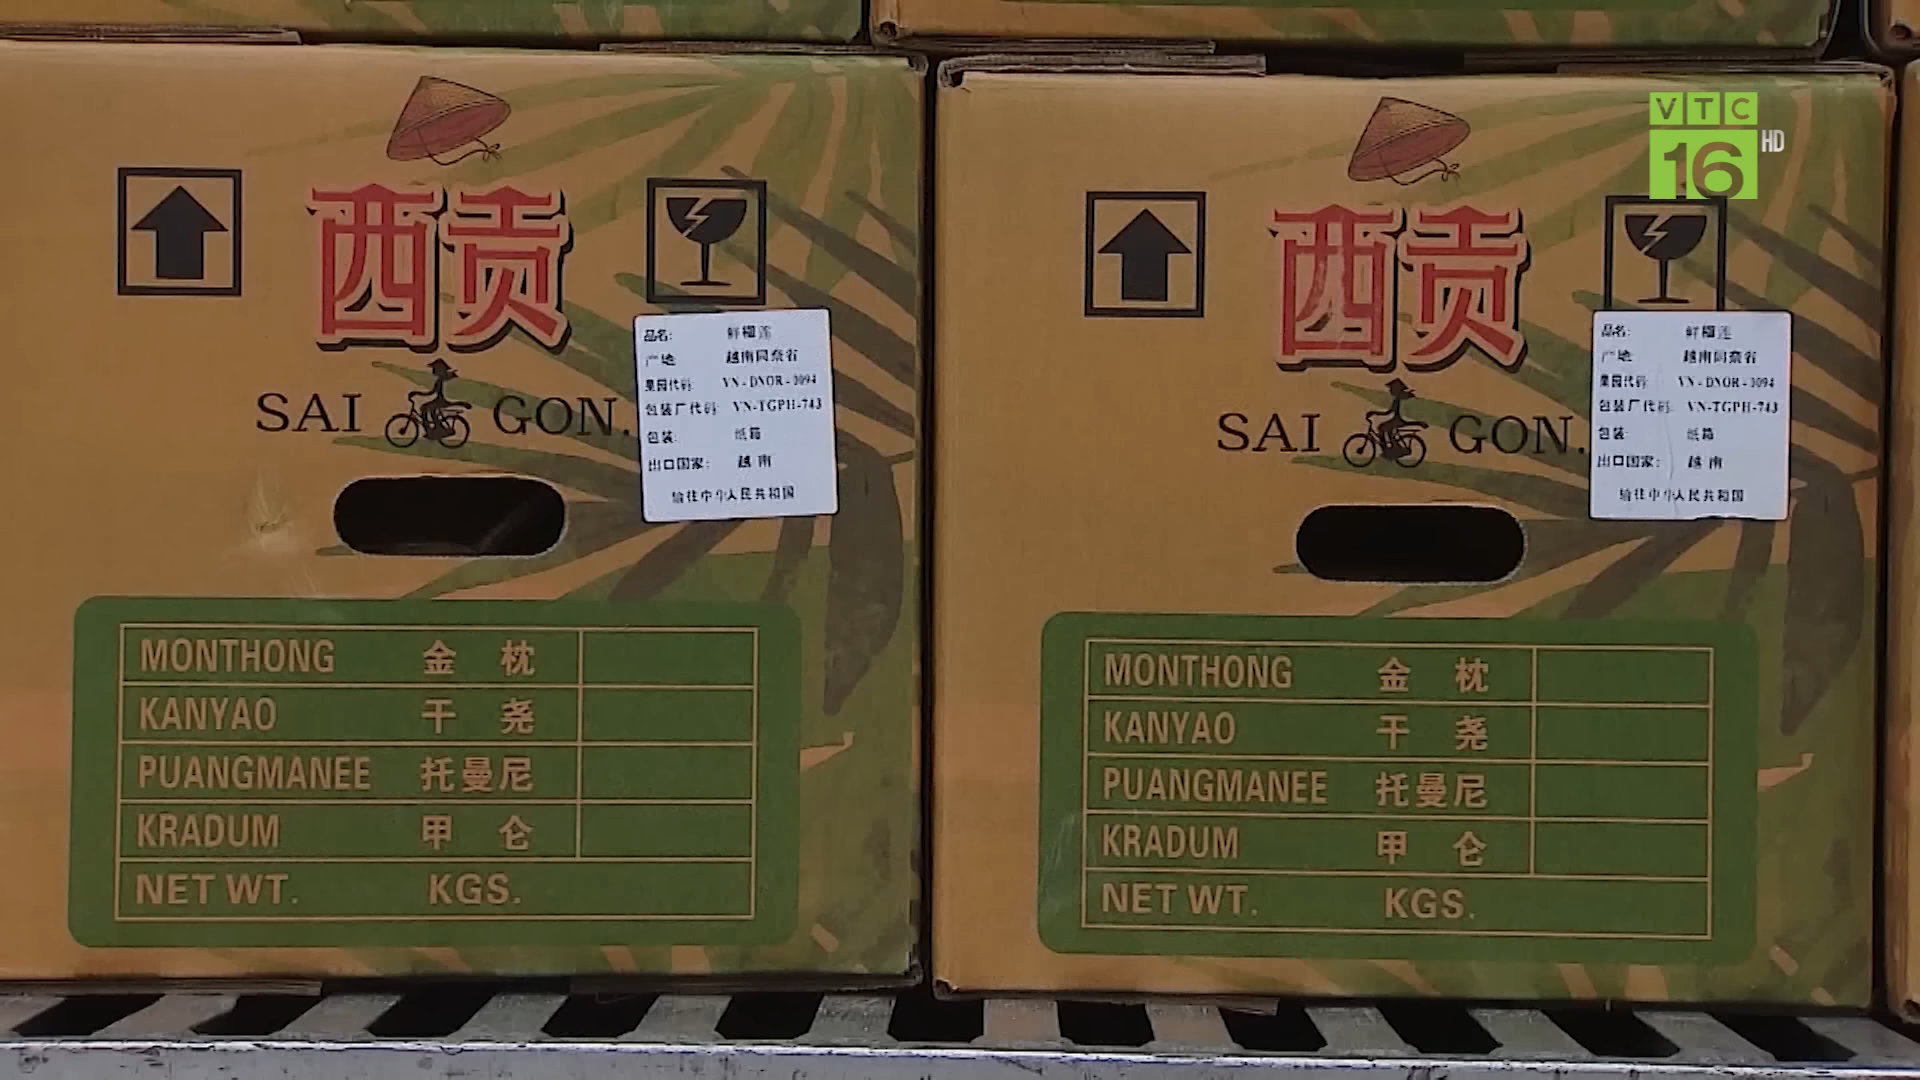 西贡
SAI GON.
品名: 鲜榴莲
产地: 越南同奈省
果园代码: VN-DNOR-0094
包装厂代码: VN-TGPH-743
包装: 纸箱
出口国家: 越南
输往中华人民共和国
MONTHONG 金枕
KANYAO 干尧
PUANGMANEE 托曼尼
KRADUM 甲仑
NET WT. KGS.
VTC
16 HD
西贡
SAI GON.
品名: 鲜榴莲
产地: 越南同奈省
果园代码: VN-DNOR-0094
包装厂代码: VN-TGPH-743
包装: 纸箱
出口国家: 越南
输往中华人民共和国
MONTHONG 金枕
KANYAO 干尧
PUANGMANEE 托曼尼
KRADUM 甲仑
NET WT. KGS.